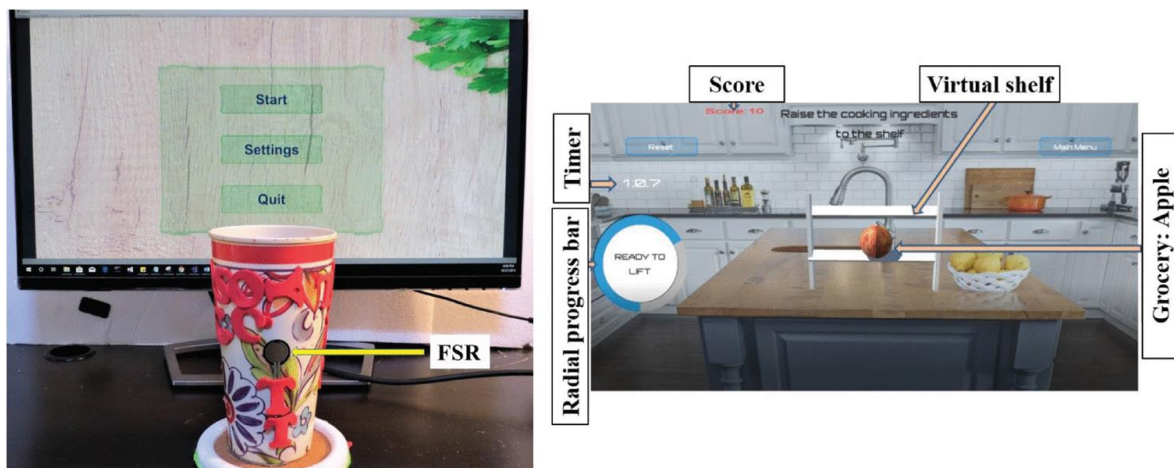 Start
Settings
Quit
FSR
Score
Virtual shelf
Timer
Radial progress bar
Grocery: Apple
Score:10
Raise the cooking ingredients
to the shelf
Reset
Main Menu
1:0.7
READY TO
LIFT